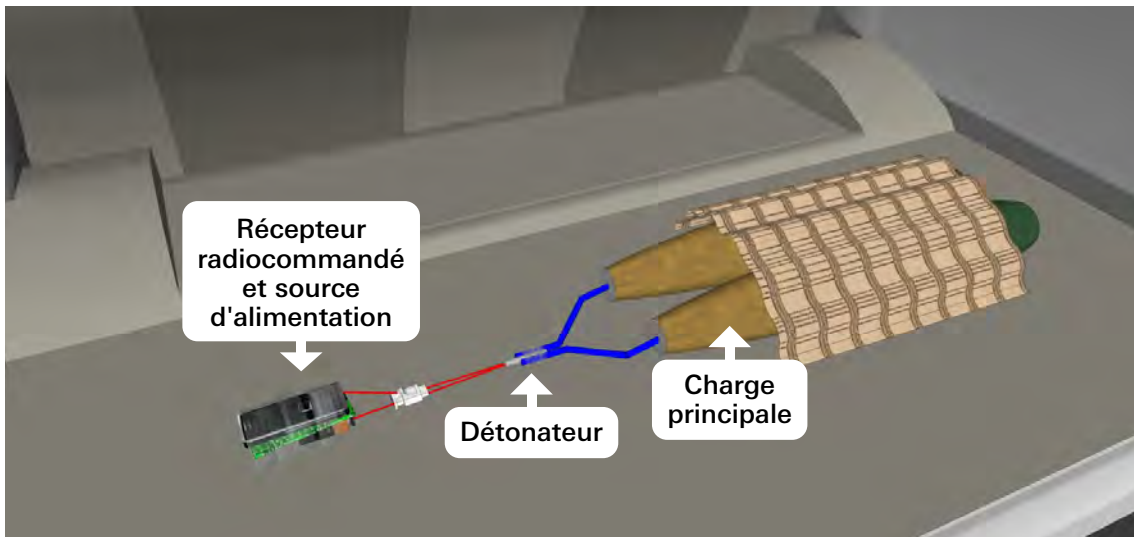 Récepteur
radiocommandé
et source
d'alimentation
Détonateur
Charge
principale